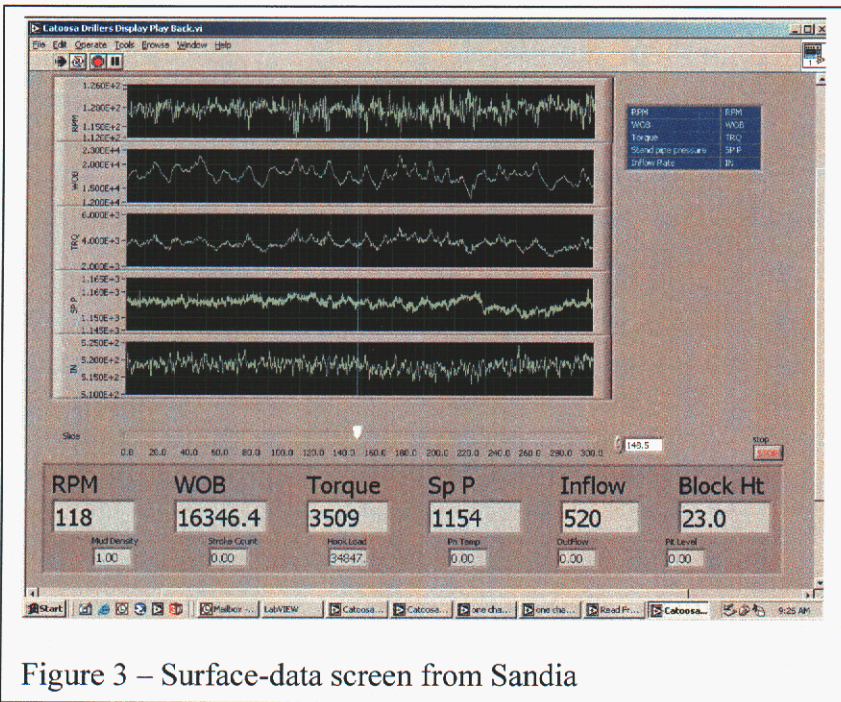 Catoosa Drillers Display Play Back.vi
File Edit Operate Tools Browse Window Help
1.260E+2
1.200E+2
1.150E+2
1.120E+2
RPM
2.300E+4
2.000E+4
1.500E+4
1.200E+4
WOB
6.000E+3
4.000E+3
2.000E+3
TRQ
1.165E+3
1.160E+3
1.150E+3
1.145E+3
SP P
5.250E+2
5.200E+2
5.150E+2
5.100E+2
IN
RPM RPM
WOB WOB
Torque TRQ
Stand pipe pressure SP P
Inflow Rate IN
Slide
0.0 20.0 40.0 60.0 80.0 100.0 120.0 140.0 160.0 180.0 200.0 220.0 240.0 260.0 280.0 300.0
148.5
stop
STOP
RPM WOB Torque Sp P Inflow Block Ht
118 16346.4 3509 1154 520 23.0
Mud Density Stroke Count Hook Load Pit Temp OutFlow Pit Level
1.00 0.00 34847. 0.00 0.00 0.00
Start Mailbox -... LabVIEW Catoosa... Catoosa... one cha... one cha... Read Fr... Catoosa... 9:25 AM
Figure 3 – Surface-data screen from Sandia